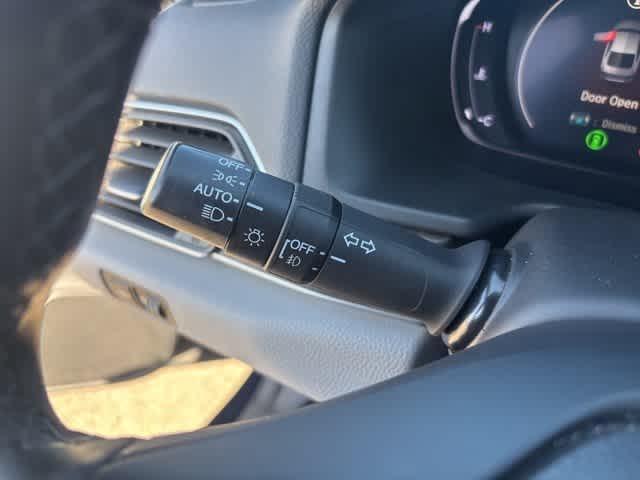 H
C
Door Open
: Dismiss
OFF
AUTO
OFF